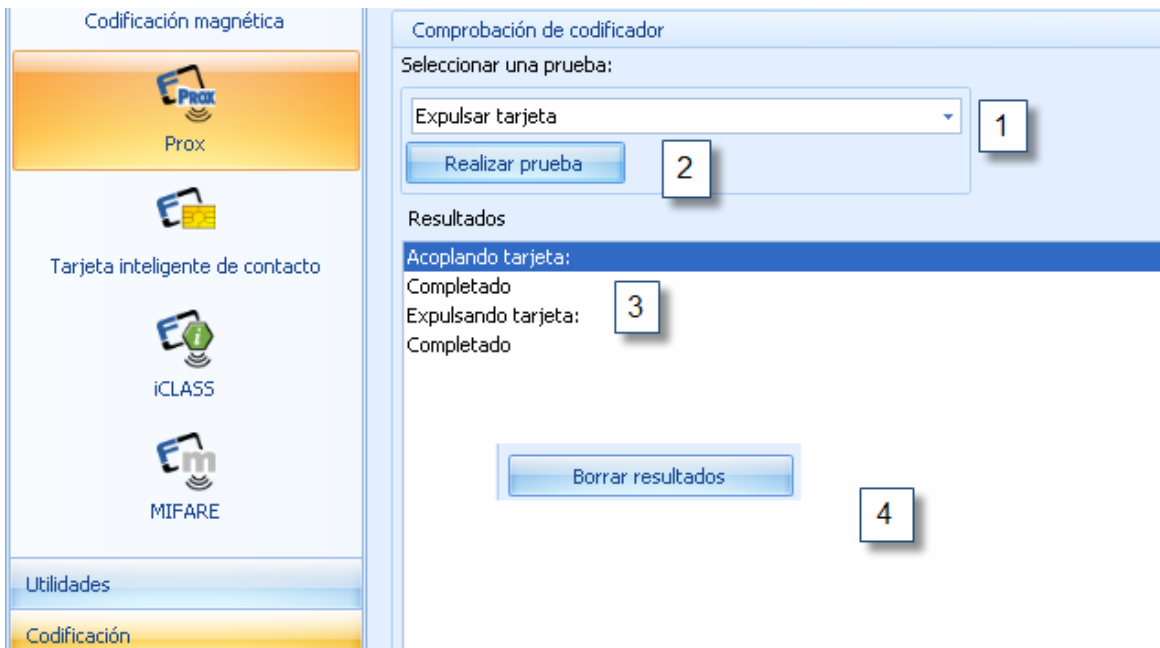 Codificación magnética
PROX
Prox
Tarjeta inteligente de contacto
i
iCLASS
m
MIFARE
Utilidades
Codificación
Comprobación de codificador
Seleccionar una prueba:
Expulsar tarjeta
1
Realizar prueba
2
Resultados
Acoplando tarjeta:
Completado
3
Expulsando tarjeta:
Completado
Borrar resultados
4